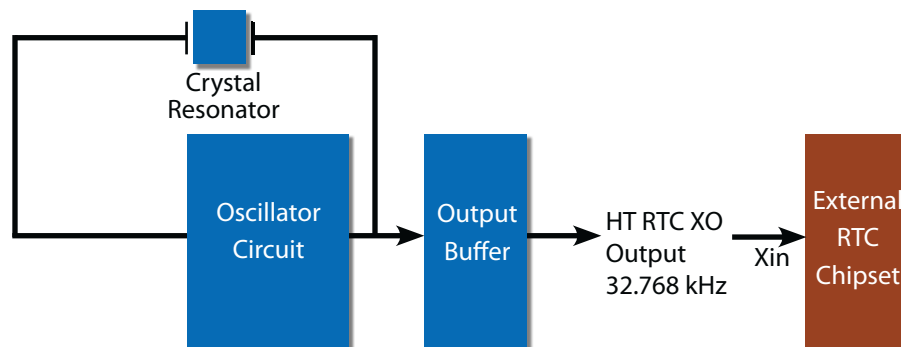 Crystal
Resonator
Oscillator
Circuit
Output
Buffer
HT RTC XO
Output
32.768 kHz
Xin
External
RTC
Chipset